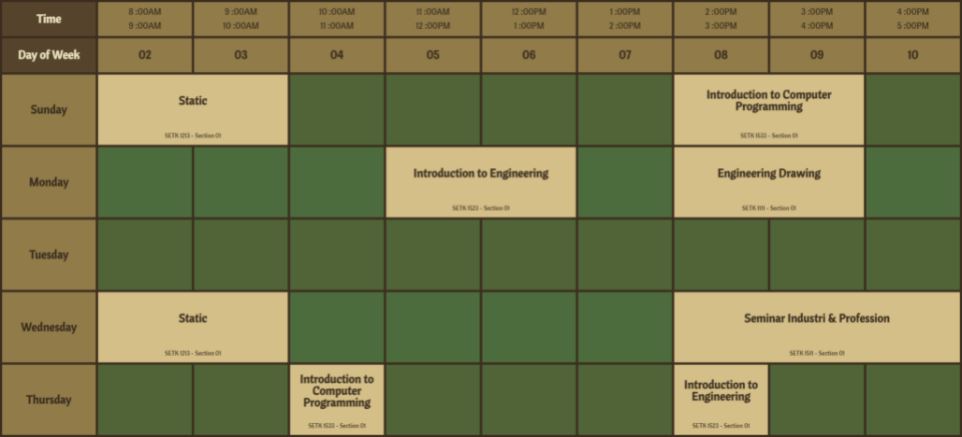 Time
8 :00AM 9 :00AM 10 :00AM 11 :00AM 12 :00PM 1 :00PM 2 :00PM 3 :00PM 4 :00PM
9 :00AM 10 :00AM 11 :00AM 12 :00PM 1 :00PM 2 :00PM 3 :00PM 4 :00PM 5 :00PM
Day of Week 02 03 04 05 06 07 08 09 10
Sunday
Static
SETK 1213 - Section 01
Introduction to Computer
Programming
SETK 1533 - Section 01
Monday
Introduction to Engineering
SETK 1523 - Section 01
Engineering Drawing
SETK 1111 - Section 01
Tuesday
Wednesday
Static
SETK 1213 - Section 01
Seminar Industri & Profession
SETK 1511 - Section 01
Thursday
Introduction to
Computer
Programming
SETK 1533 - Section 01
Introduction to
Engineering
SETK 1523 - Section 01